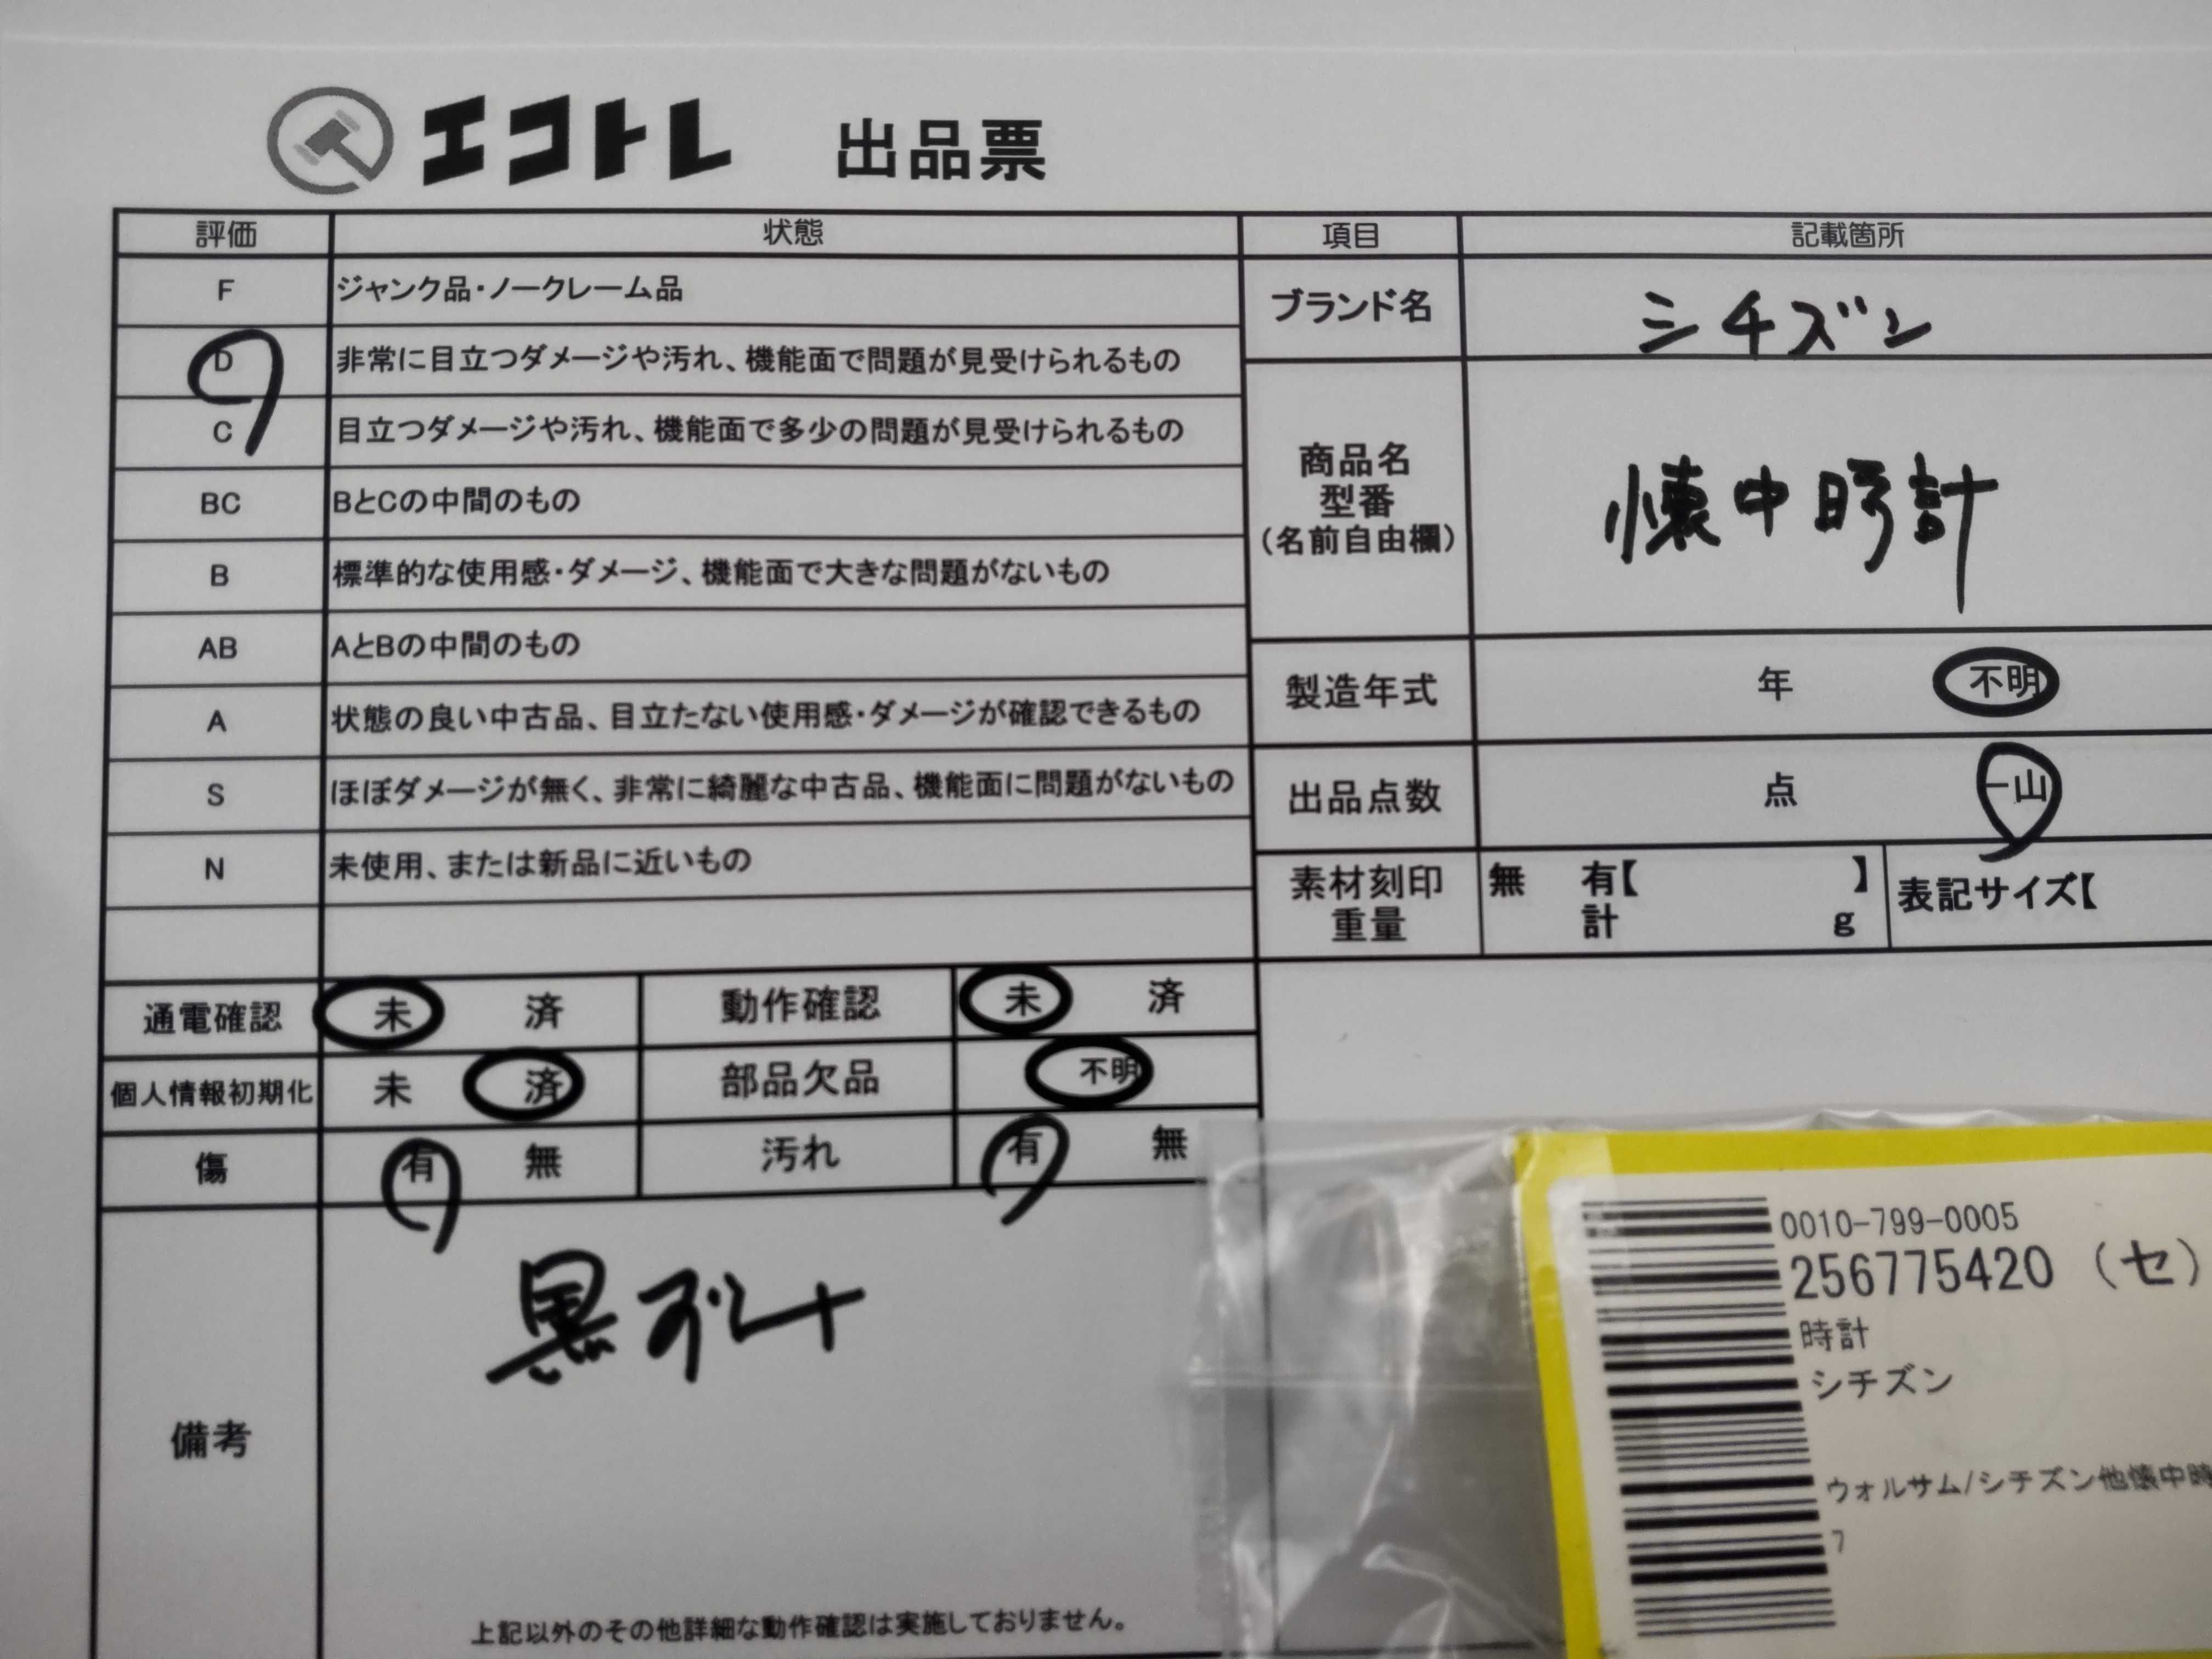 エコトレ 出品票
評価 状態 項目 記載箇所
F ジャンク品・ノークレーム品
D 非常に目立つダメージや汚れ、機能面で問題が見受けられるもの
C 目立つダメージや汚れ、機能面で多少の問題が見受けられるもの
BC BとCの中間のもの
B 標準的な使用感・ダメージ、機能面で大きな問題がないもの
AB AとBの中間のもの
A 状態の良い中古品、目立たない使用感・ダメージが確認できるもの
S ほぼダメージが無く、非常に綺麗な中古品、機能面に問題がないもの
N 未使用、または新品に近いもの
ブランド名 シチズン
商品名
型番
(名前自由欄)
懐中時計
製造年式 年 不明
出品点数 点 一山
素材刻印 無 有【 】 表記サイズ【
重量 計 g
通電確認 未 済 動作確認 未 済
個人情報初期化 未 済 部品欠品 不明
傷 有 無 汚れ 有 無
備考
黒
上記以外のその他詳細な動作確認は実施しておりません。
0010-799-0005
256775420 (セ)
時計
シチズン
ウォルサム/シチズン他懐中時
7